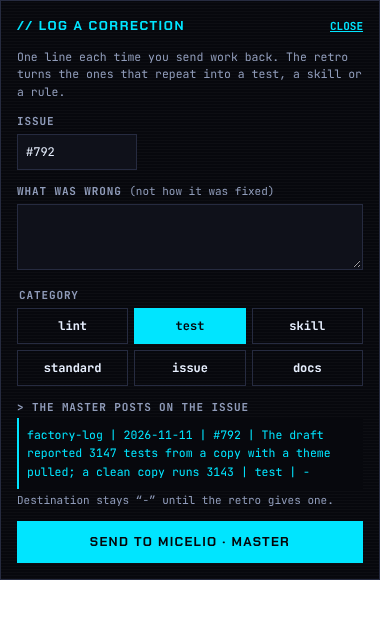 // LOG A CORRECTION
CLOSE
One line each time you send work back. The retro
turns the ones that repeat into a test, a skill or
a rule.
ISSUE
#792
WHAT WAS WRONG (not how it was fixed)
CATEGORY
lint
test
skill
standard
issue
docs
> THE MASTER POSTS ON THE ISSUE
factory-log | 2026-11-11 | #792 | The draft
reported 3147 tests from a copy with a theme
pulled; a clean copy runs 3143 | test | -
Destination stays “-” until the retro gives one.
SEND TO MICELIO · MASTER